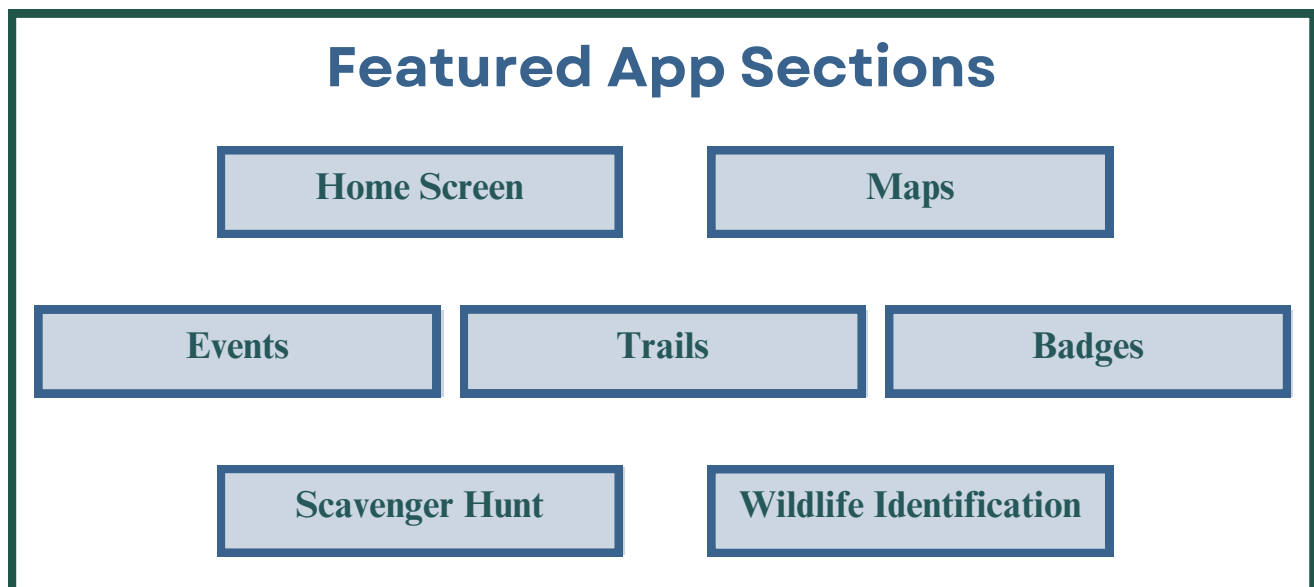 Featured App Sections
Home Screen
Maps
Events
Trails
Badges
Scavenger Hunt
Wildlife Identification